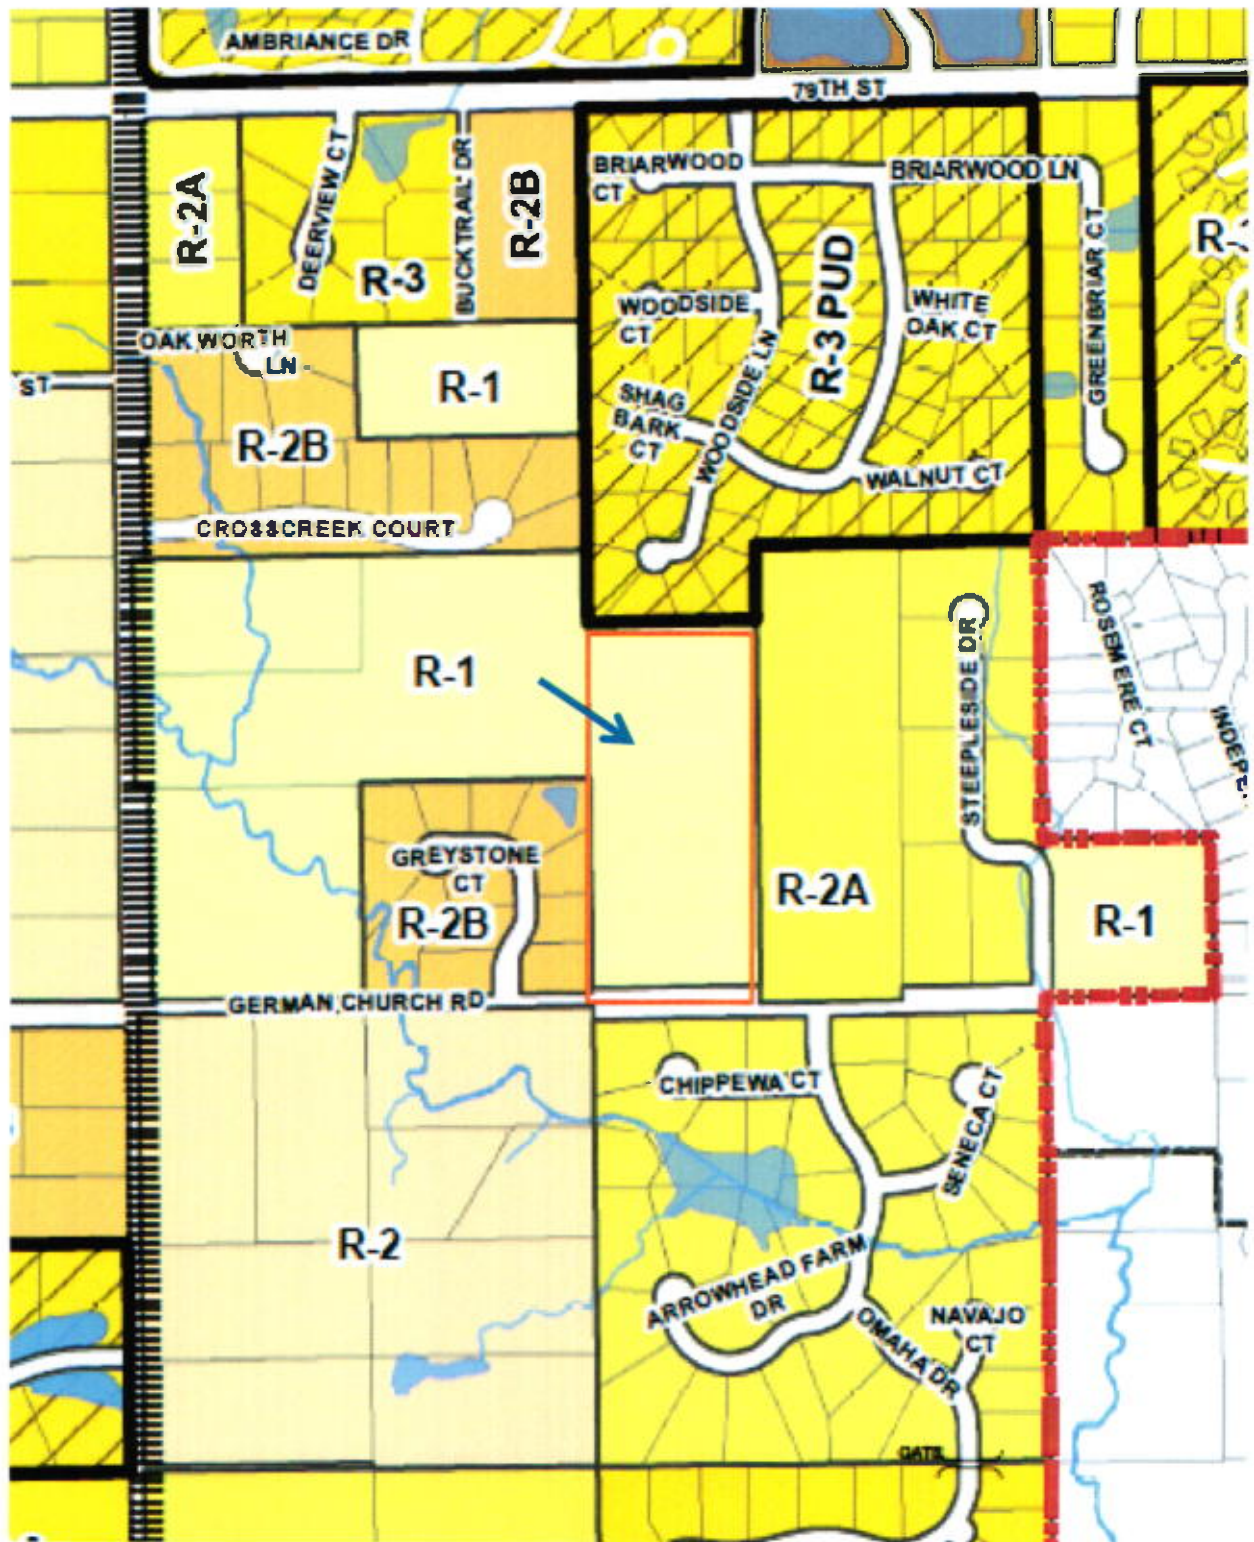 AMBRIANCE DR
79TH ST
R-2A
DEERVIEW CT
R-3
BUCKTRAIL DR
R-2B
BRIARWOOD
CT
BRIARWOOD LN
R-
WOODSIDE
CT
R-3 PUD
WHITE
OAK CT
GREENBRIAR CT
OAK WORTH
LN
ST
R-1
SHAG
BARK
CT
WOODSIDE LN
WALNUT CT
R-2B
CROSSCREEK COURT
R-1
STEEPLESIDE DR
ROSEMERE CT
INDEP
GREYSTONE
CT
R-2B
R-2A
R-1
GERMAN CHURCH RD
CHIPPEWA CT
SENECA CT
R-2
ARROWHEAD FARM
DR
OMAHA DR
NAVAJO
CT
GATE